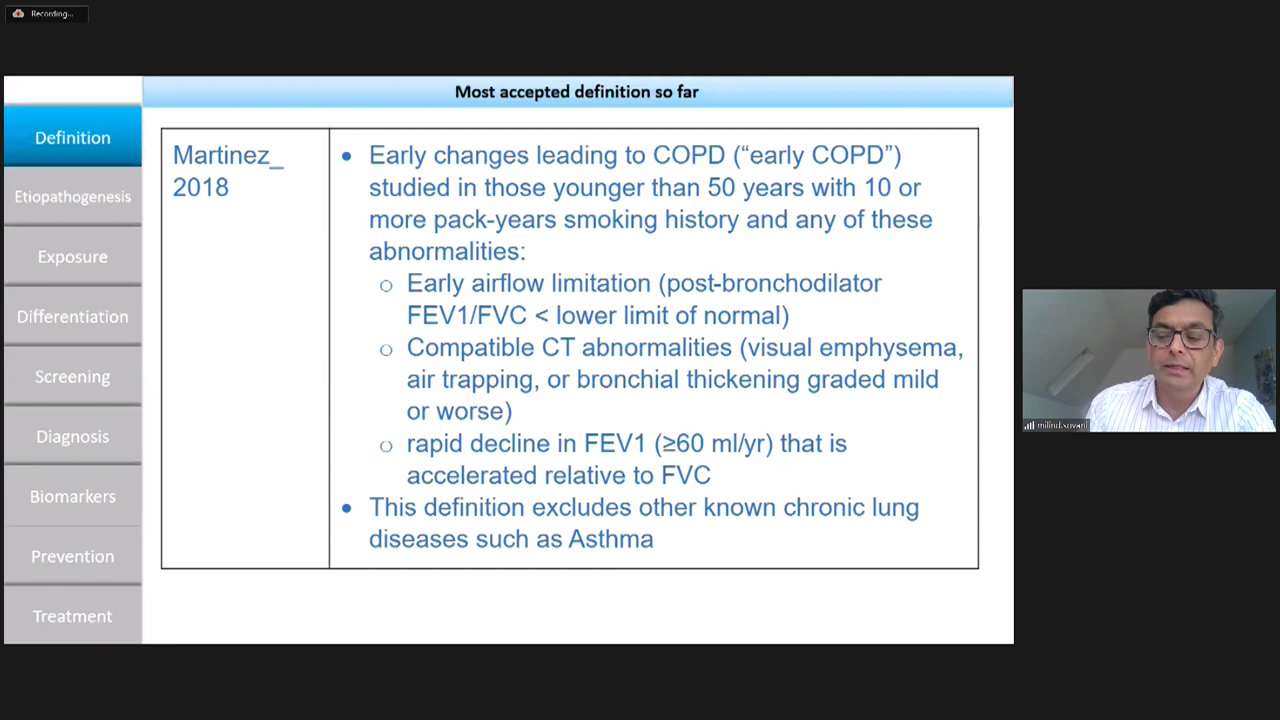 Recording...
Most accepted definition so far
Definition
Etiopathogenesis
Exposure
Differentiation
Screening
Diagnosis
Biomarkers
Prevention
Treatment
Martinez_
2018
• Early changes leading to COPD (“early COPD”)
studied in those younger than 50 years with 10 or
more pack-years smoking history and any of these
abnormalities:
○ Early airflow limitation (post-bronchodilator
FEV1/FVC < lower limit of normal)
○ Compatible CT abnormalities (visual emphysema,
air trapping, or bronchial thickening graded mild
or worse)
○ rapid decline in FEV1 (≥60 ml/yr) that is
accelerated relative to FVC
• This definition excludes other known chronic lung
diseases such as Asthma
milind.sovani